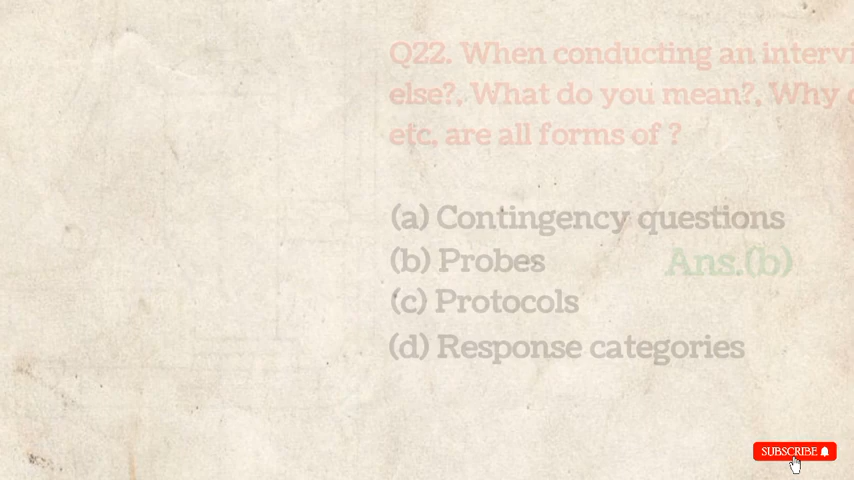 Q22. When conducting an
else?, What do you mean?, Why
etc, are all forms of ?
(a) Contingency questions
(b) Probes
Ans.(b)
(c) Protocols
(d) Response categories
SUBSCRIBE